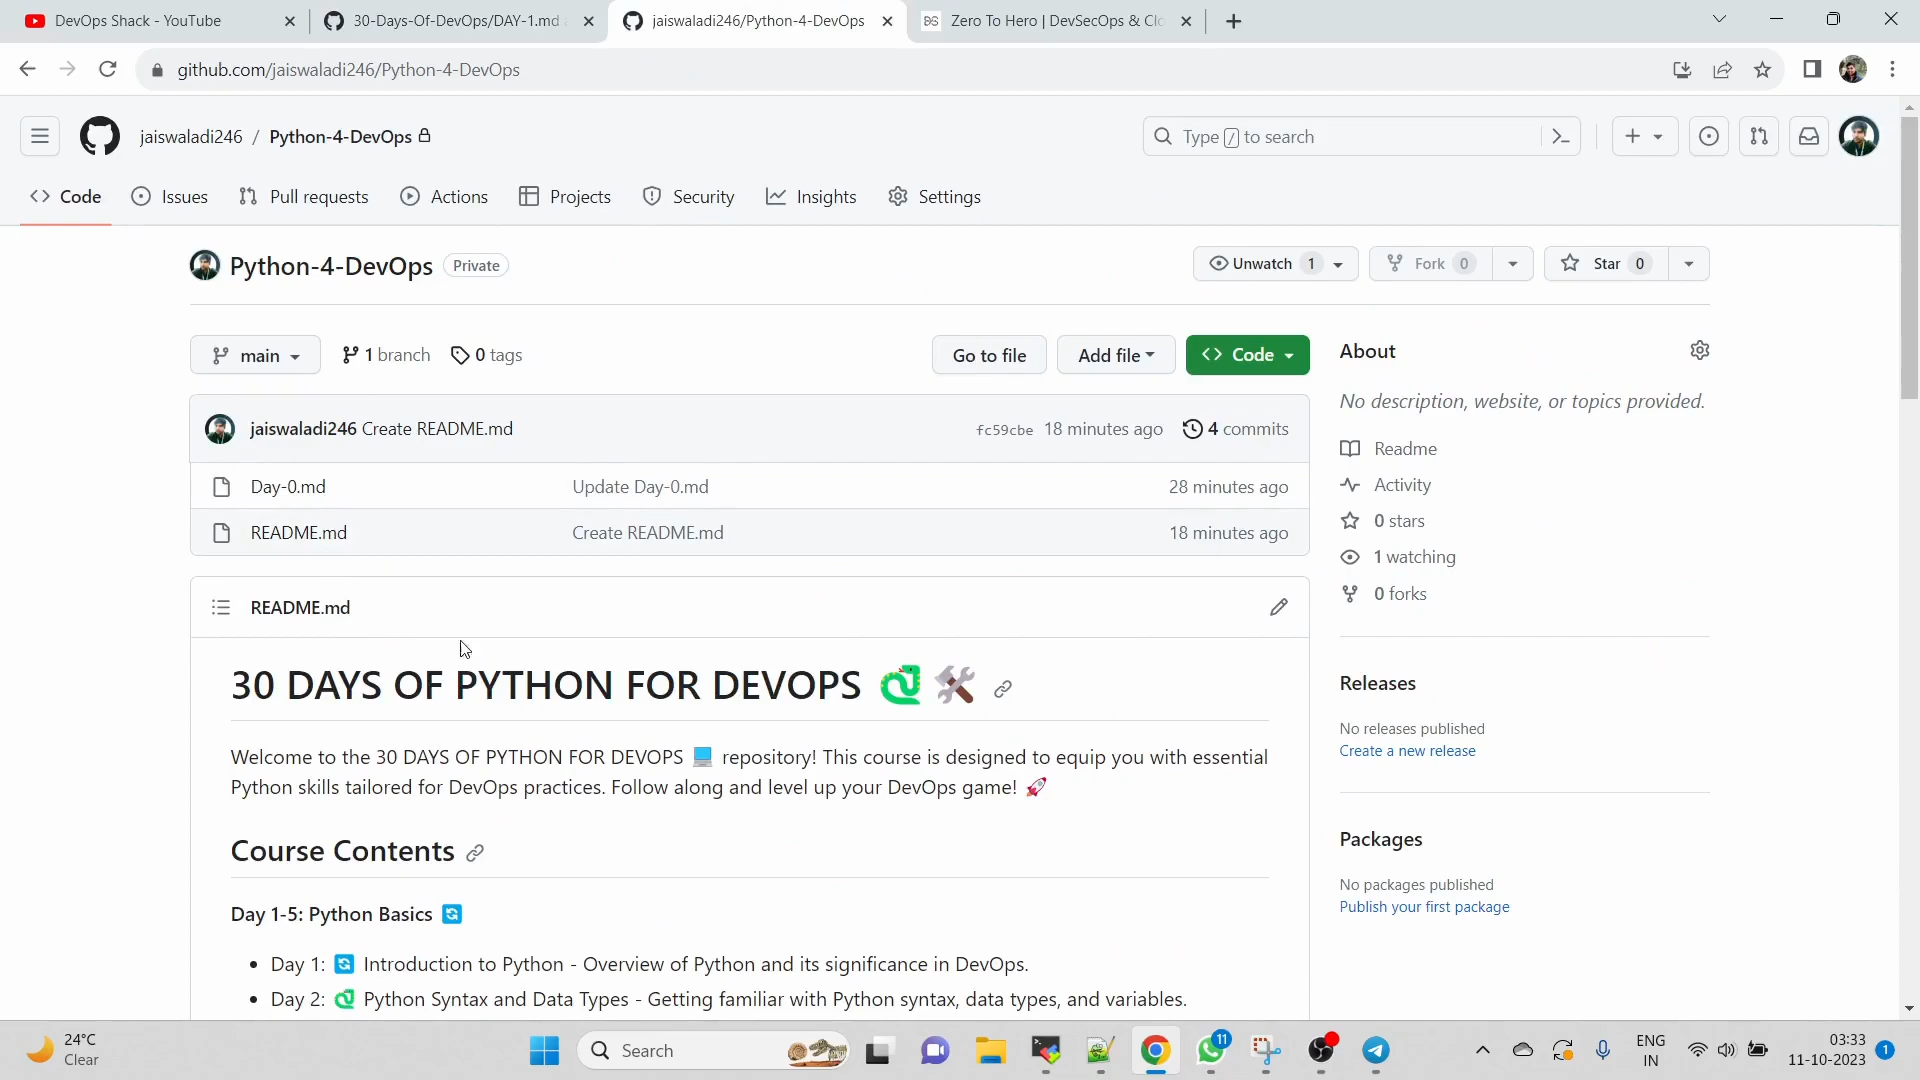 DevOps Shack - YouTube
30-Days-Of-DevOps/DAY-1.md
jaiswaladi246/Python-4-DevOps
Zero To Hero | DevSecOps & Clo
github.com/jaiswaladi246/Python-4-DevOps
jaiswaladi246 / Python-4-DevOps
Type / to search
Code Issues Pull requests Actions Projects Security Insights Settings
Python-4-DevOps Private
Unwatch 1 Fork 0 Star 0
main 1 branch 0 tags Go to file Add file Code
About
No description, website, or topics provided.
jaiswaladi246 Create README.md fc59cbe 18 minutes ago 4 commits
Day-0.md Update Day-0.md 28 minutes ago
README.md Create README.md 18 minutes ago
Readme
Activity
0 stars
1 watching
0 forks
README.md
30 DAYS OF PYTHON FOR DEVOPS
Welcome to the 30 DAYS OF PYTHON FOR DEVOPS 💻 repository! This course is designed to equip you with essential
Python skills tailored for DevOps practices. Follow along and level up your DevOps game! 🚀
Course Contents
Day 1-5: Python Basics
Day 1: Introduction to Python - Overview of Python and its significance in DevOps.
Day 2: Python Syntax and Data Types - Getting familiar with Python syntax, data types, and variables.
Releases
No releases published
Create a new release
Packages
No packages published
Publish your first package
24°C
Clear
Search
11
ENG
IN
03:33
11-10-2023
1